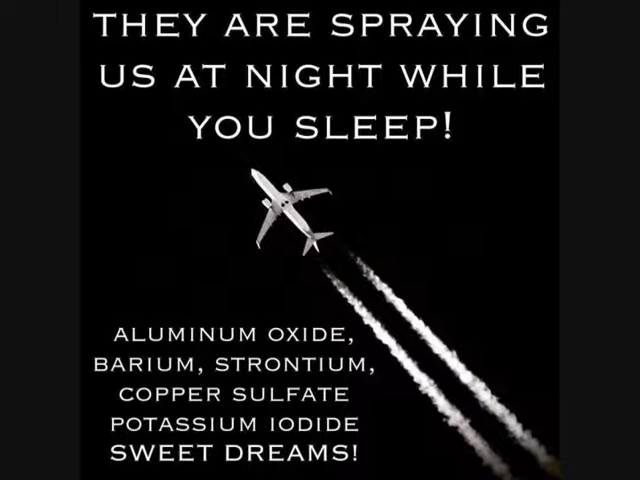 THEY ARE SPRAYING
US AT NIGHT WHILE
YOU SLEEP!
ALUMINUM OXIDE,
BARIUM, STRONTIUM,
COPPER SULFATE
POTASSIUM IODIDE
SWEET DREAMS!